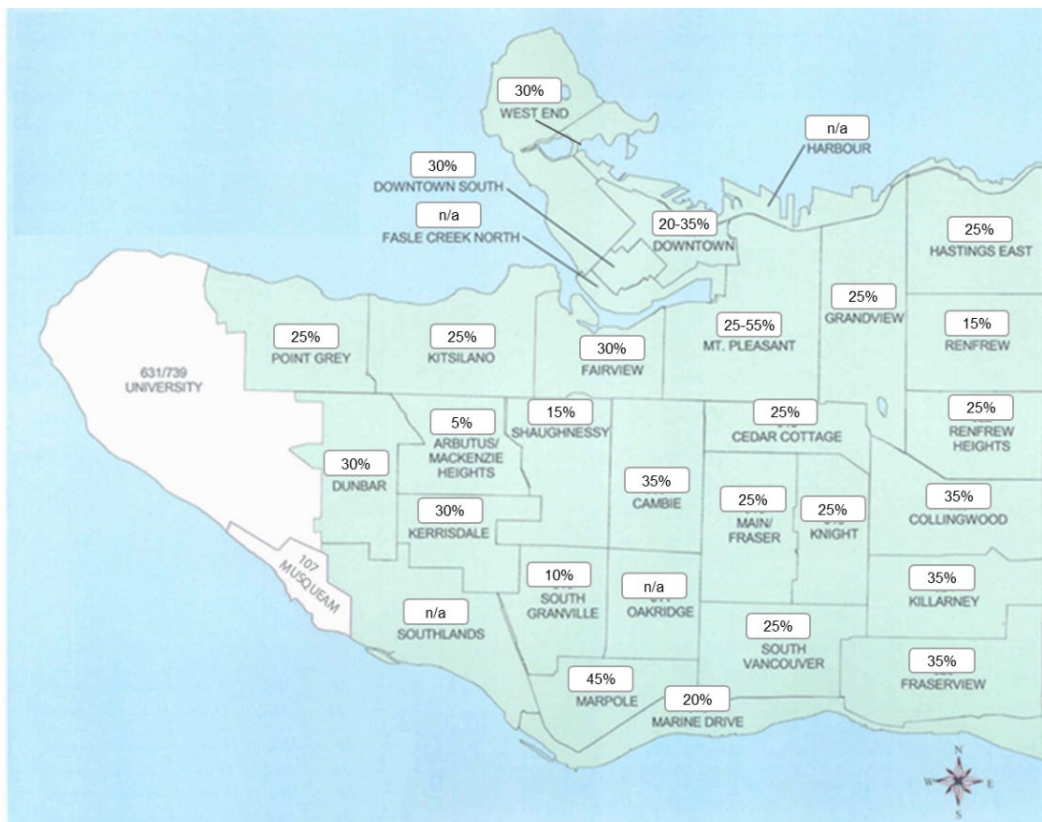 30%
WEST END
n/a
HARBOUR
30%
DOWNTOWN SOUTH
n/a
FASLE CREEK NORTH
20-35%
DOWNTOWN
25%
HASTINGS EAST
25%
POINT GREY
25%
KITSILANO
30%
FAIRVIEW
25-55%
MT. PLEASANT
25%
GRANDVIEW
15%
RENFREW
631/739
UNIVERSITY
5%
ARBUTUS/
MACKENZIE
HEIGHTS
15%
SHAUGHNESSY
25%
CEDAR COTTAGE
25%
RENFREW
HEIGHTS
30%
DUNBAR
30%
KERRISDALE
35%
CAMBIE
25%
MAIN/
FRASER
25%
KNIGHT
35%
COLLINGWOOD
107
MUSQUEAM
n/a
SOUTHLANDS
10%
SOUTH
GRANVILLE
n/a
OAKRIDGE
35%
KILLARNEY
25%
SOUTH
VANCOUVER
35%
FRASERVIEW
45%
MARPOLE
20%
MARINE DRIVE
N
W
E
S